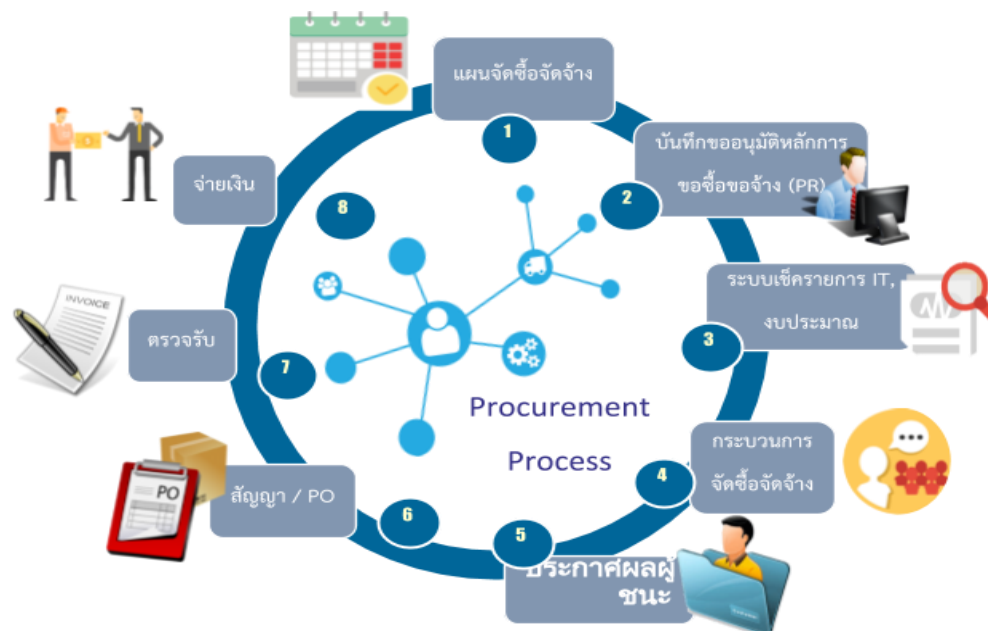 แผนจัดซื้อจัดจ้าง
1
บันทึกขออนุมัติหลักการ
ขอซื้อขอจ้าง (PR)
2
ระบบเช็ครายการ IT,
งบประมาณ
3
กระบวนการ
จัดซื้อจัดจ้าง
4
ประกาศผลผู้
ชนะ
5
สัญญา / PO
6
PO
ตรวจรับ
7
INVOICE
จ่ายเงิน
8
Procurement
Process